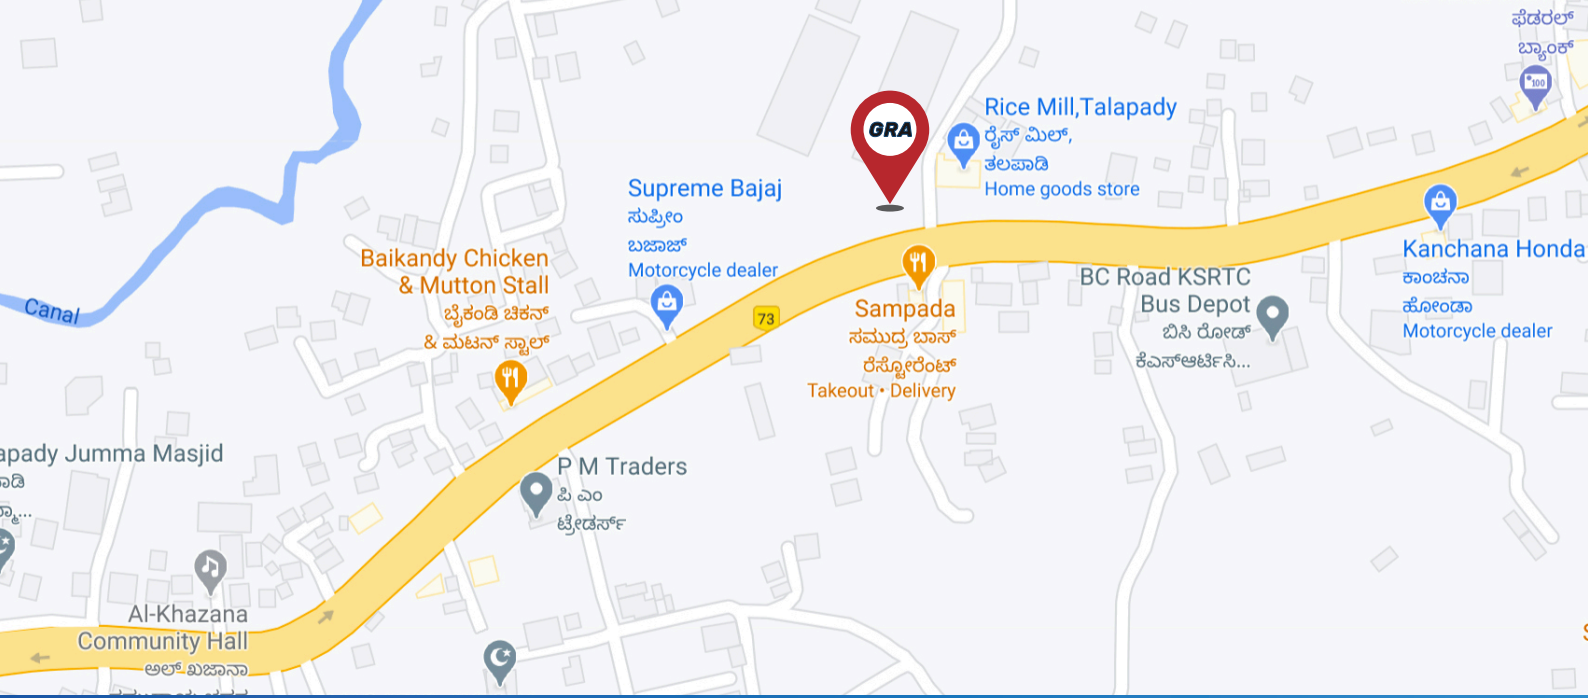 ಫೆಡರಲ್
ಬ್ಯಾಂಕ್
100
GRA
Rice Mill,Talapady
ರೈಸ್ ಮಿಲ್,
ತಲಪಾಡಿ
Home goods store
Supreme Bajaj
ಸುಪ್ರೀಂ
ಬಜಾಜ್
Motorcycle dealer
Baikandy Chicken
& Mutton Stall
ಬೈಕಂಡಿ ಚಿಕನ್
& ಮಟನ್ ಸ್ಟಾಲ್
Canal
73
Sampada
ಸಮುದ್ರ ಬಾಸ್
ರೆಸ್ಟೋರೆಂಟ್
Takeout • Delivery
BC Road KSRTC
Bus Depot
ಬಿಸಿ ರೋಡ್
ಕೆಎಸ್ಆರ್ಟಿಸಿ...
Kanchana Honda
ಕಾಂಚನಾ
ಹೋಂಡಾ
Motorcycle dealer
apady Jumma Masjid
ಾಡಿ
P M Traders
ಪಿ ಎಂ
ಟ್ರೇಡರ್ಸ್
Al-Khazana
Community Hall
ಅಲ್ ಖಜಾನಾ